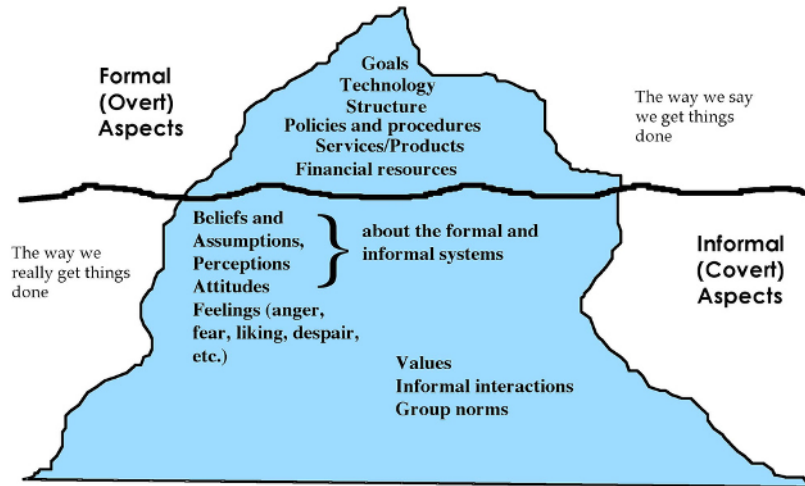 Formal
(Overt)
Aspects
Goals
Technology
Structure
Policies and procedures
Services/Products
Financial resources
The way we say
we get things
done
The way we
really get things
done
Beliefs and
Assumptions,
Perceptions
Attitudes
Feelings (anger,
fear, liking, despair,
etc.)
about the formal and
informal systems
Values
Informal interactions
Group norms
Informal
(Covert)
Aspects